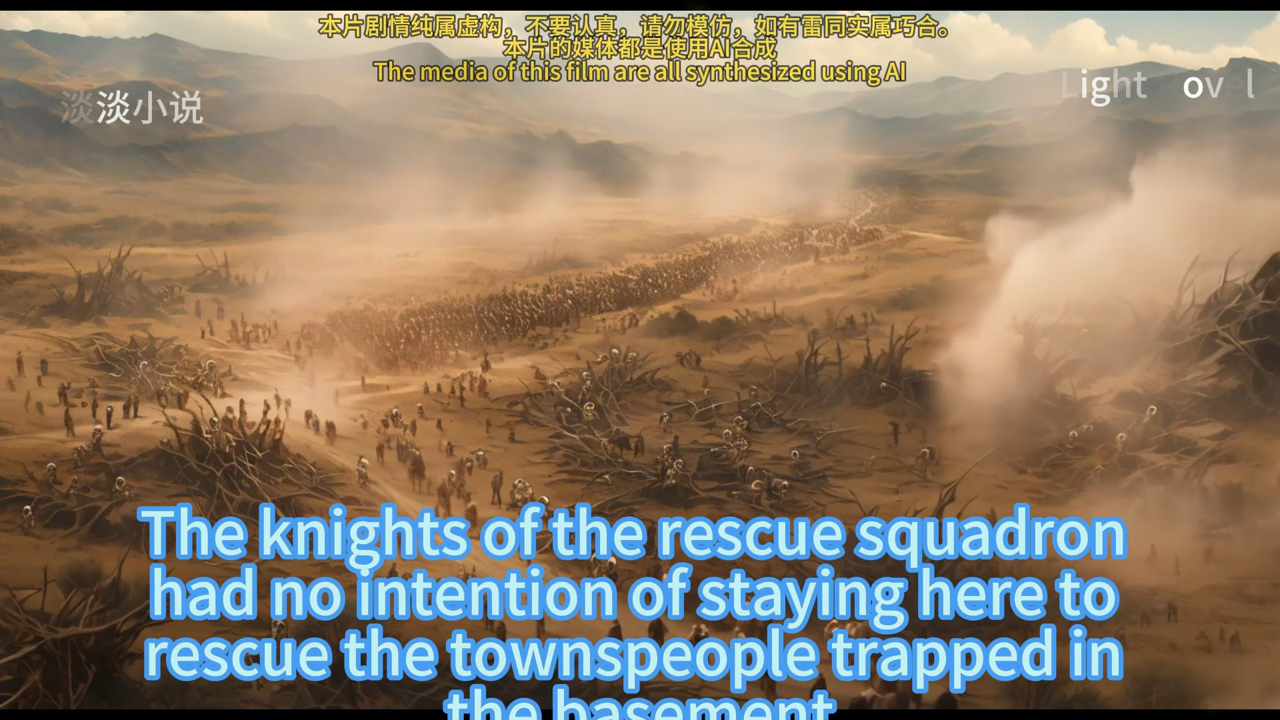 本片剧情纯属虚构，不要认真，请勿模仿，如有雷同实属巧合。
本片的媒体都是使用AI合成
The media of this film are all synthesized using AI
淡淡小说
Light
The knights of the rescue squadron
had no intention of staying here to
rescue the townspeople trapped in
the basement